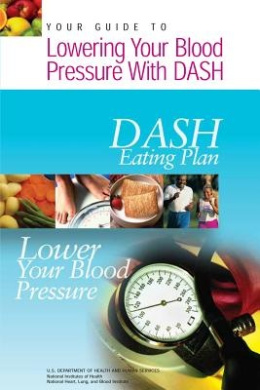 YOUR GUIDE TO
Lowering Your Blood
Pressure With DASH
DASH
Eating Plan
Lower
Your Blood
Pressure
U.S. DEPARTMENT OF HEALTH AND HUMAN SERVICES
National Institutes of Health
National Heart, Lung, and Blood Institute